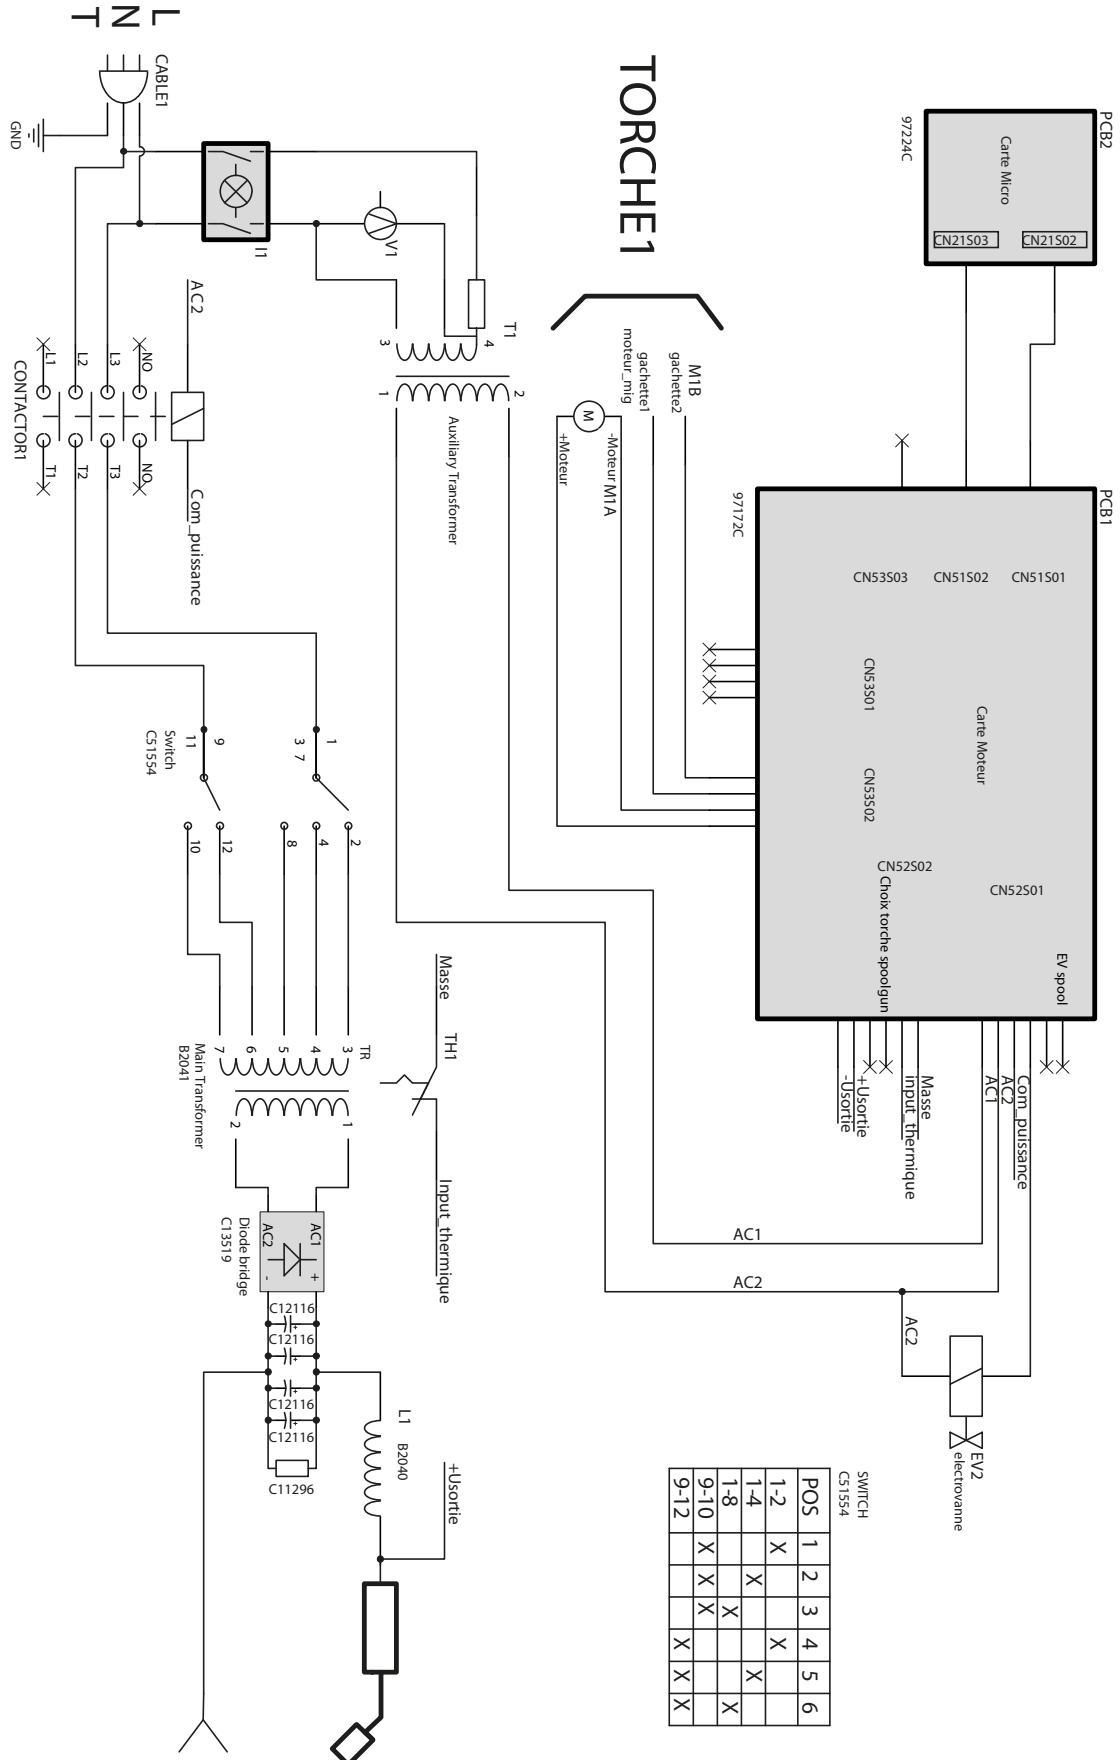 L
N
T
CABLE1
GND
I1
V1
AC2
NO
L3
L2
L1
NO
T3
T2
T1
CONTACTOR1
Com_puissance
T1
4
3
2
1
Auxiliary Transformer
TORCHE1
M1B
gachette2
gachette1
moteur_mig
M
-Moteur M1A
+Moteur
PCB2
97224C
Carte Micro
CN21S02
CN21S03
PCB1
97172C
CN51S01
CN51S02
CN53S03
CN53S01
Carte Moteur
CN53S02
CN52S02
CN52S01
Choix torche spoolgun
EV spool
Com_puissance
AC2
AC1
Masse
input_thermique
+Usortie
-Usortie
AC1
AC2
AC2
EV2
electrovanne
1
3 7
9
11
Switch
C51554
2
4
8
12
10
TR
3
4
5
6
7
Main Transformer
B2041
1
2
Masse
TH1
Input_thermique
AC1
AC2
+
-
Diode bridge
C13519
C12116
C12116
C12116
C12116
C11296
L1
B2040
+Usortie
SWITCH
C51554
POS 1 2 3 4 5 6
1-2 X X
1-4 X X
1-8 X X
9-10 X X X
9-12 X X X